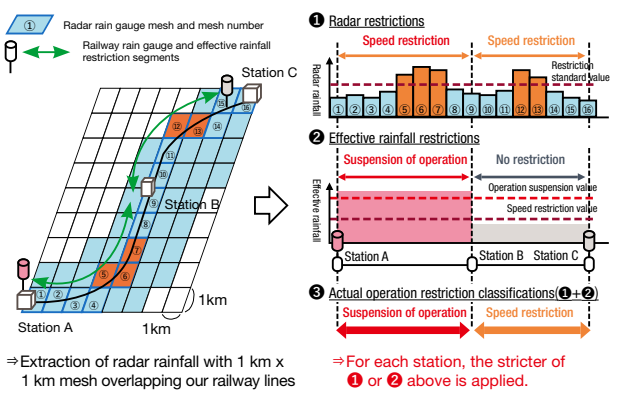 ① Radar rain gauge mesh and mesh number
Railway rain gauge and effective rainfall
restriction segments
Station C
⑮
⑯
⑫
⑬
⑭
⑪
⑩
Station B
⑨
⑧
⑦
⑤
⑥
①
②
③
④
Station A
1km
1km
⇒Extraction of radar rainfall with 1 km x
1 km mesh overlapping our railway lines
❶ Radar restrictions
Speed restriction
Speed restriction
Radar rainfall
Restriction
standard value
① ② ③ ④ ⑤ ⑥ ⑦ ⑧ ⑨ ⑩ ⑪ ⑫ ⑬ ⑭ ⑮ ⑯
❷ Effective rainfall restrictions
Suspension of operation
No restriction
Effective rainfall
Operation suspension value
Speed restriction value
Station A
Station B
Station C
❸ Actual operation restriction classifications(❶+❷)
Suspension of operation
Speed restriction
⇒For each station, the stricter of
❶ or ❷ above is applied.